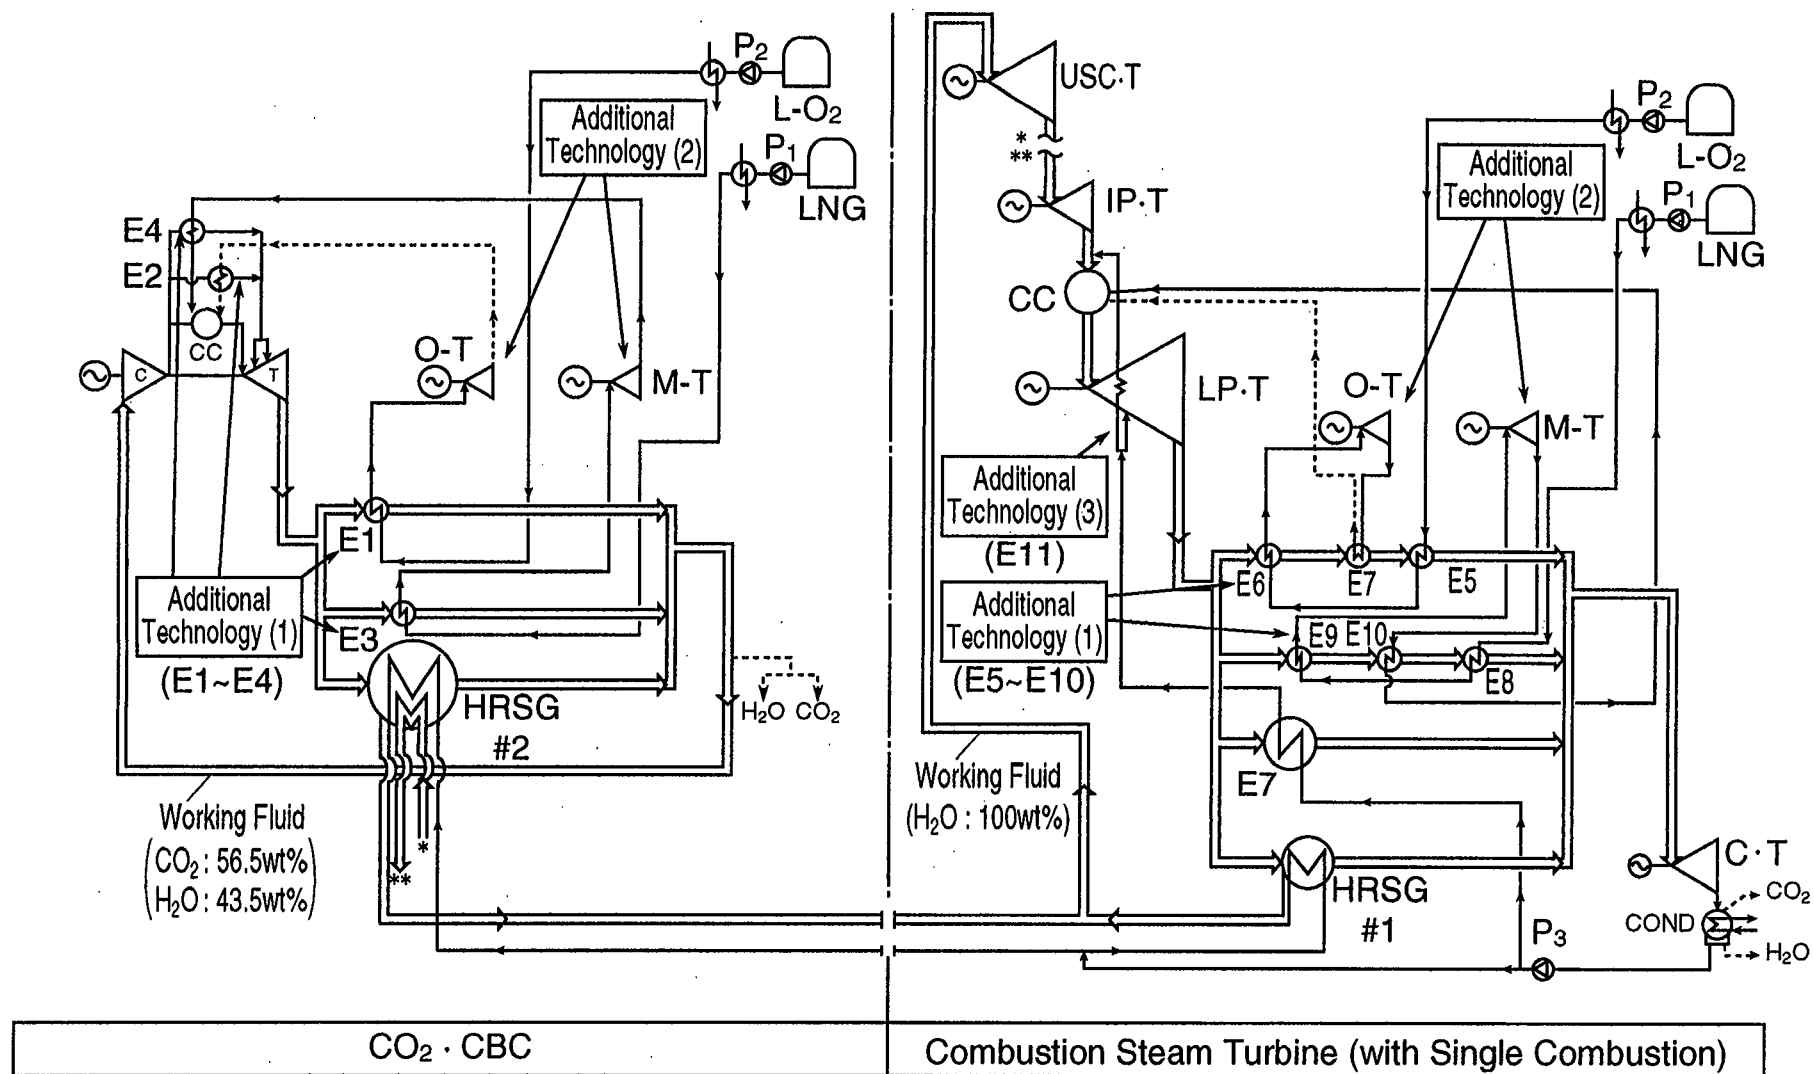 P2
L-O2
Additional
Technology (2)
P1
LNG
E4
E2
CC
C
T
O-T
M-T
E1
Additional
Technology (1)
(E1~E4)
E3
HRSG
#2
H2O CO2
Working Fluid
(CO2 : 56.5wt%
H2O : 43.5wt%)
**
*
CO2 · CBC
USC·T
*
**
IP·T
CC
LP·T
P2
L-O2
Additional
Technology (2)
P1
LNG
O-T
M-T
Additional
Technology (3)
(E11)
E6
E7
E5
Additional
Technology (1)
(E5~E10)
E9 E10
E8
Working Fluid
(H2O : 100wt%)
E7
HRSG
#1
C·T
CO2
COND
H2O
P3
Combustion Steam Turbine (with Single Combustion)